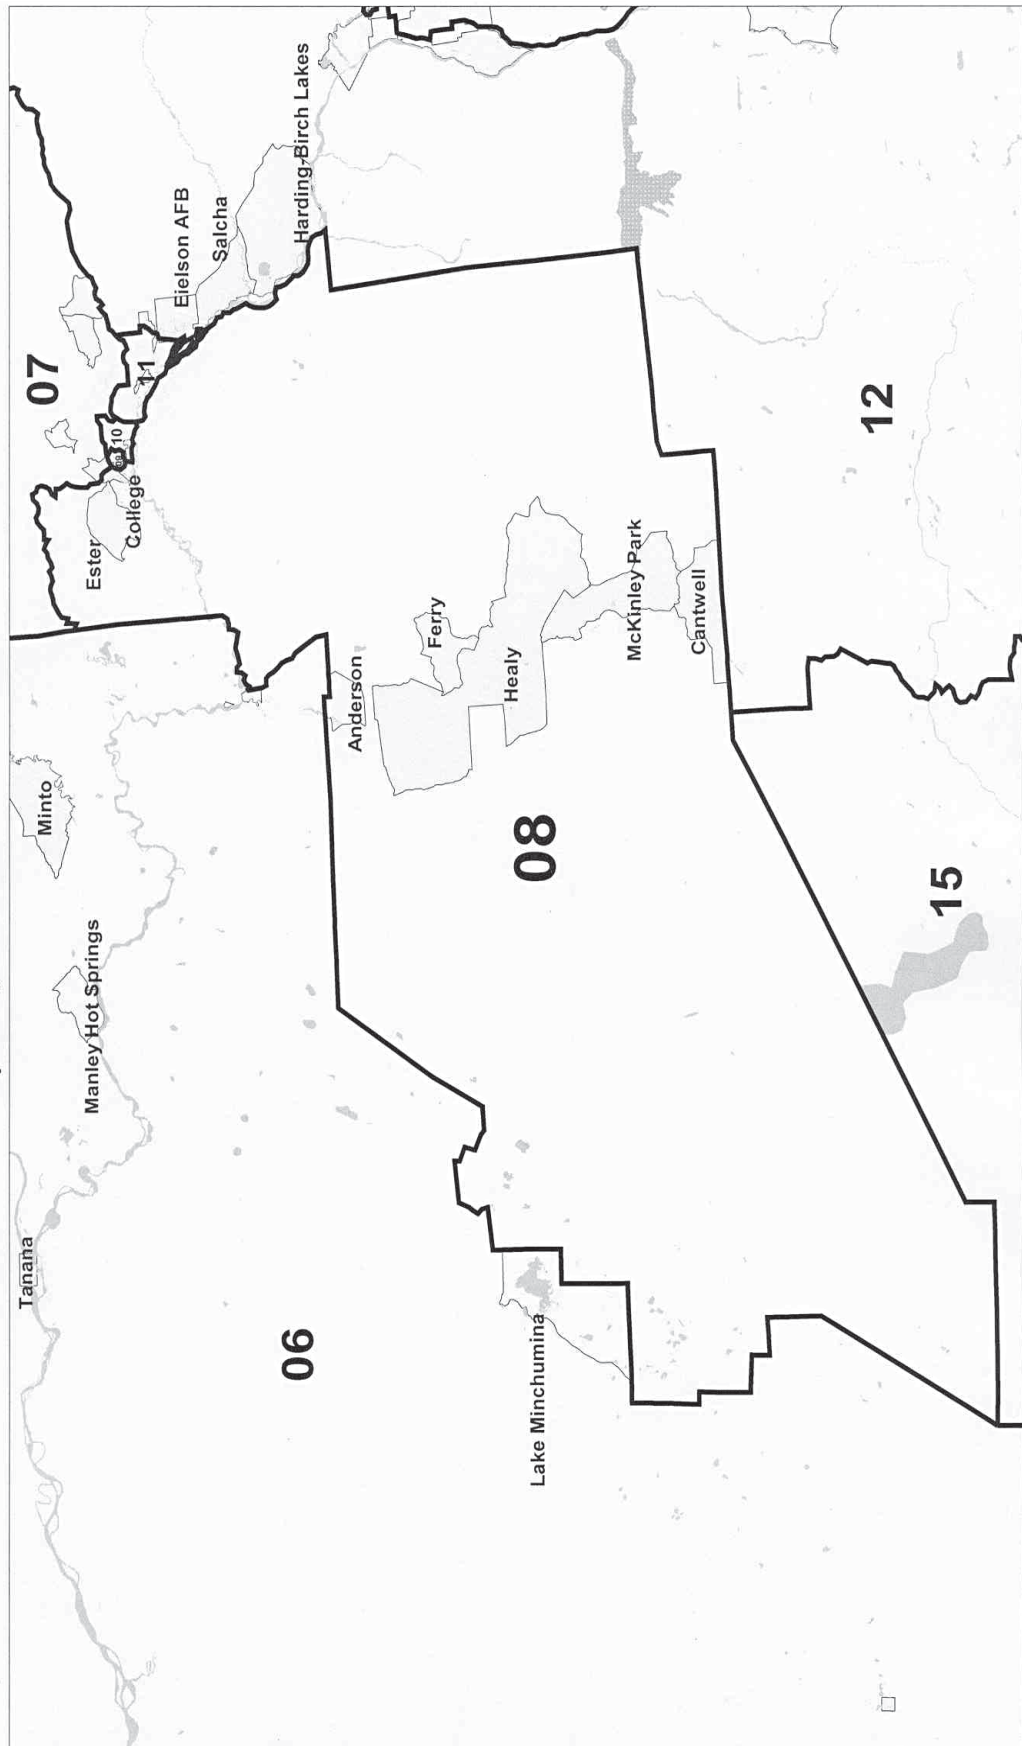 Tanana
Manley Hot Springs
Minto
07
Ester
College
10
11
Eielson AFB
Salcha
Harding-Birch Lakes
06
Anderson
Ferry
Healy
McKinley Park
Cantwell
08
Lake Minchumina
12
15